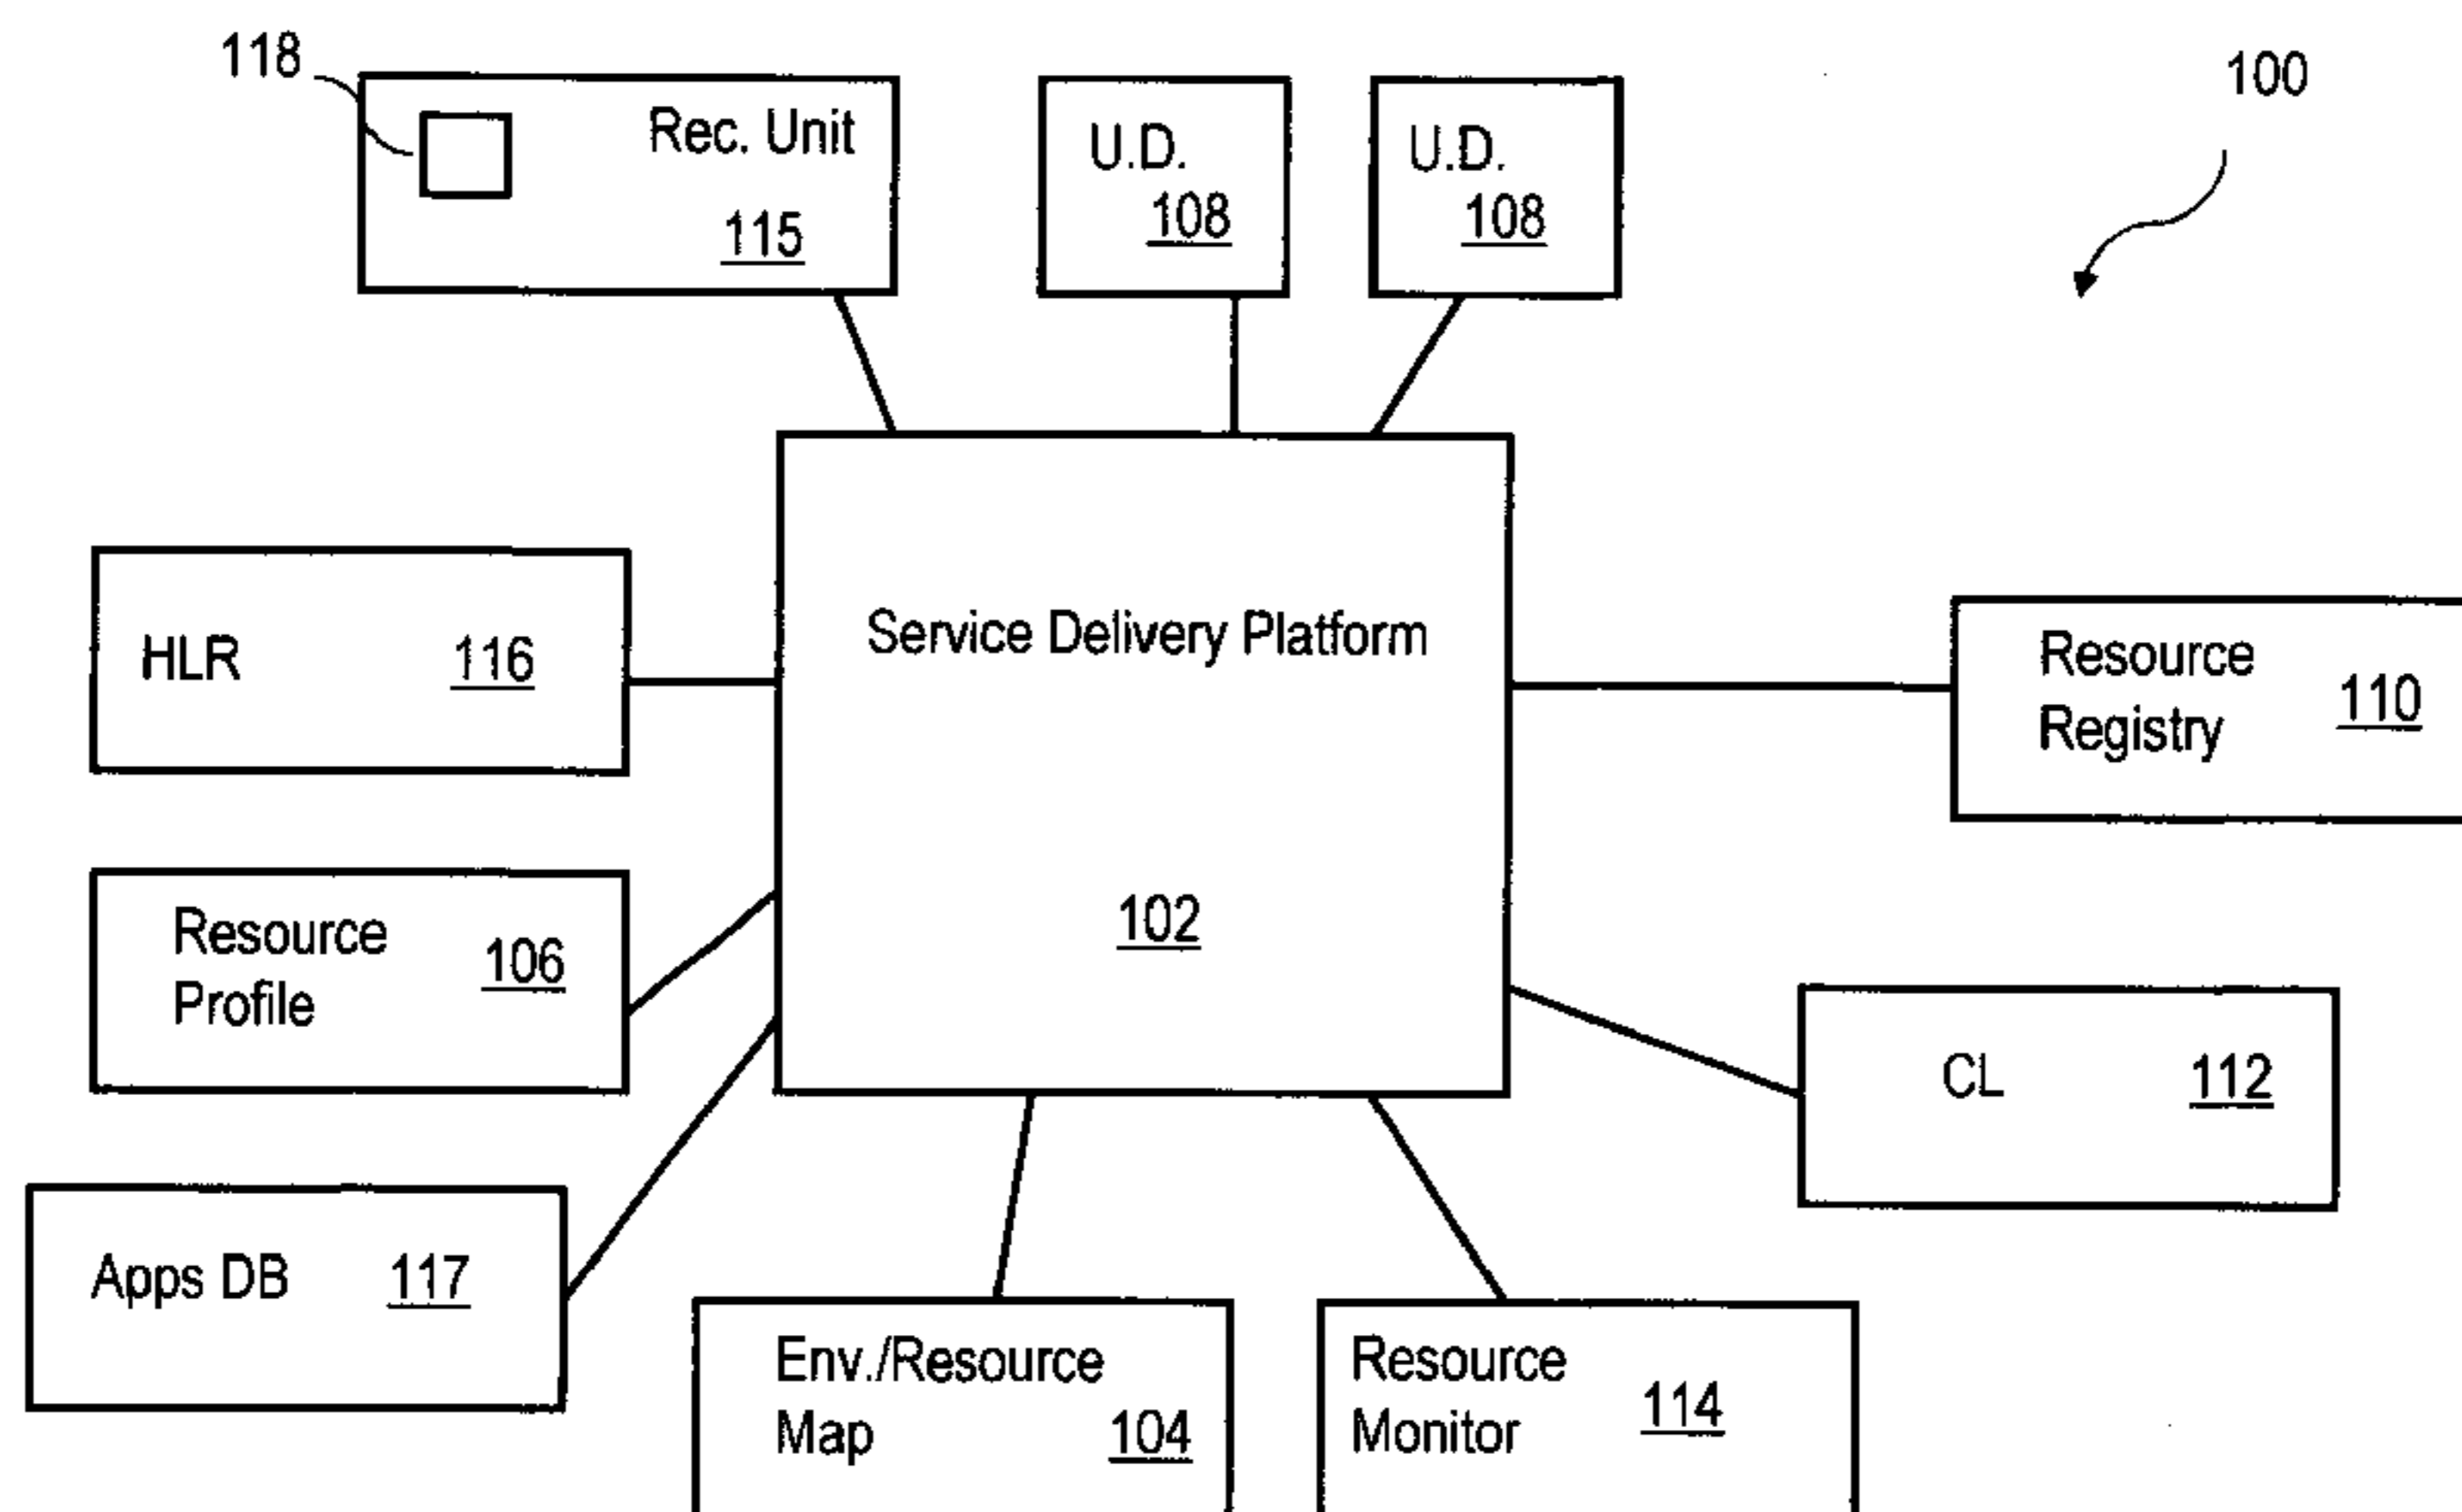 118
Rec. Unit
115
U.D.
108
U.D.
108
100
Service Delivery Platform
102
HLR
116
Resource
Profile
106
Apps DB
117
Env./Resource
Map
104
Resource
Monitor
114
Resource
Registry
110
CL
112